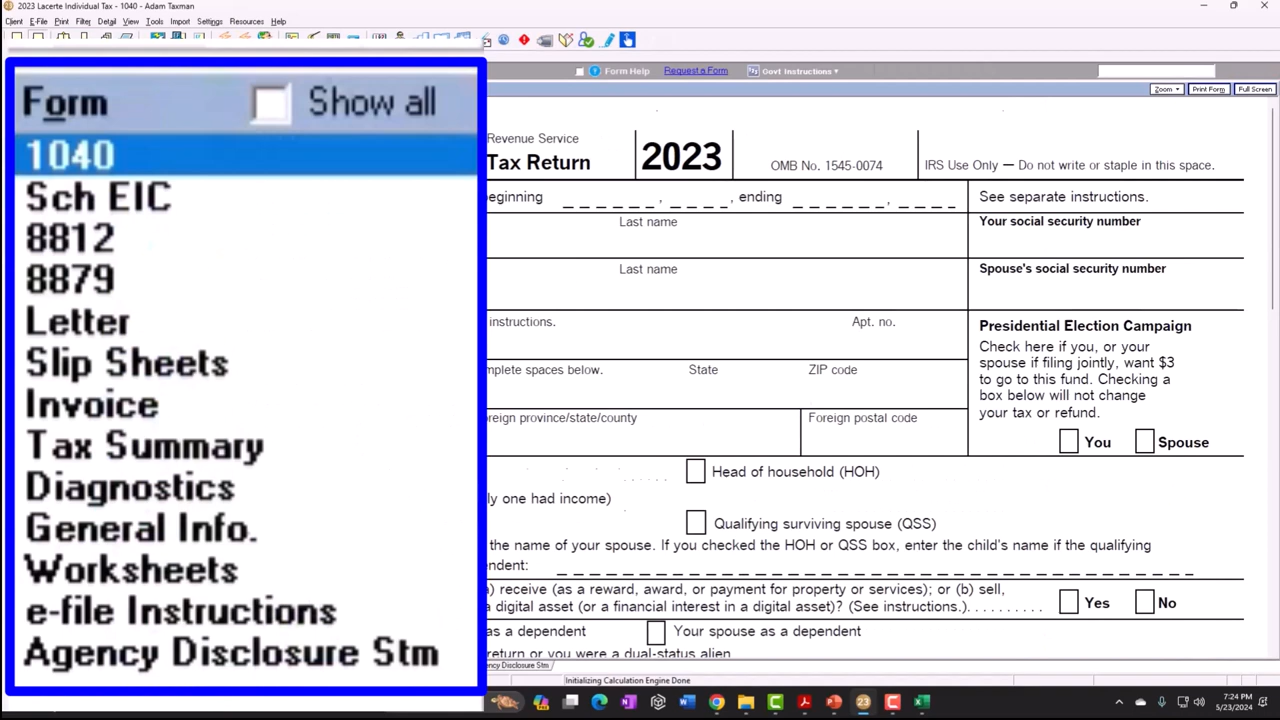 2023 Lacerte Individual Tax - 1040 - Adam Taxman
Client E-File Print Filter Detail View Tools Import Settings Resources Help
Form Show all
1040
Sch EIC
8812
8879
Letter
Slip Sheets
Invoice
Tax Summary
Diagnostics
General Info.
Worksheets
e-file Instructions
Agency Disclosure Stm
Form Help Request a Form Govt Instructions
Zoom Print Form Full Screen
Revenue Service
Tax Return 2023 OMB No. 1545-0074 IRS Use Only — Do not write or staple in this space.
eginning , , ending , See separate instructions.
Last name Your social security number
Last name Spouse's social security number
instructions. Apt. no.
Presidential Election Campaign
Check here if you, or your
spouse if filing jointly, want $3
to go to this fund. Checking a
box below will not change
your tax or refund.
You Spouse
mplete spaces below. State ZIP code
oreign province/state/county Foreign postal code
Head of household (HOH)
ly one had income)
Qualifying surviving spouse (QSS)
the name of your spouse. If you checked the HOH or QSS box, enter the child's name if the qualifying
endent:
a) receive (as a reward, award, or payment for property or services); or (b) sell,
a digital asset (or a financial interest in a digital asset)? (See instructions.) Yes No
as a dependent Your spouse as a dependent
return or you were a dual-status alien
ency Disclosure Stm
Initializing Calculation Engine Done
7:24 PM
5/23/2024